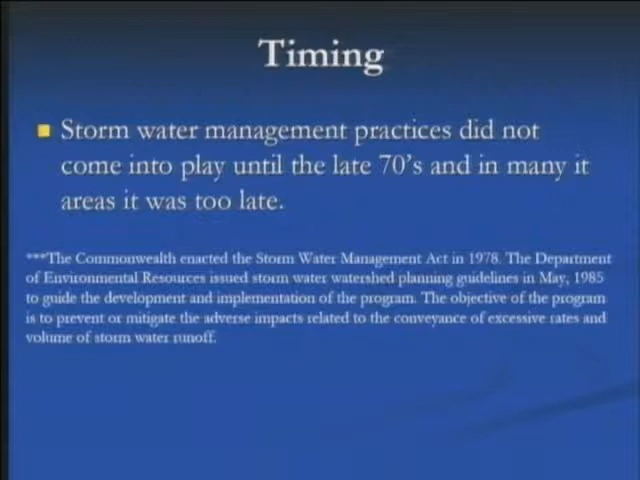 Timing
Storm water management practices did not
come into play until the late 70's and in many it
areas it was too late.
***The Commonwealth enacted the Storm Water Management Act in 1978. The Department
of Environmental Resources issued storm water watershed planning guidelines in May, 1985
to guide the development and implementation of the program. The objective of the program
is to prevent or mitigate the adverse impacts related to the conveyance of excessive rates and
volume of storm water runoff.